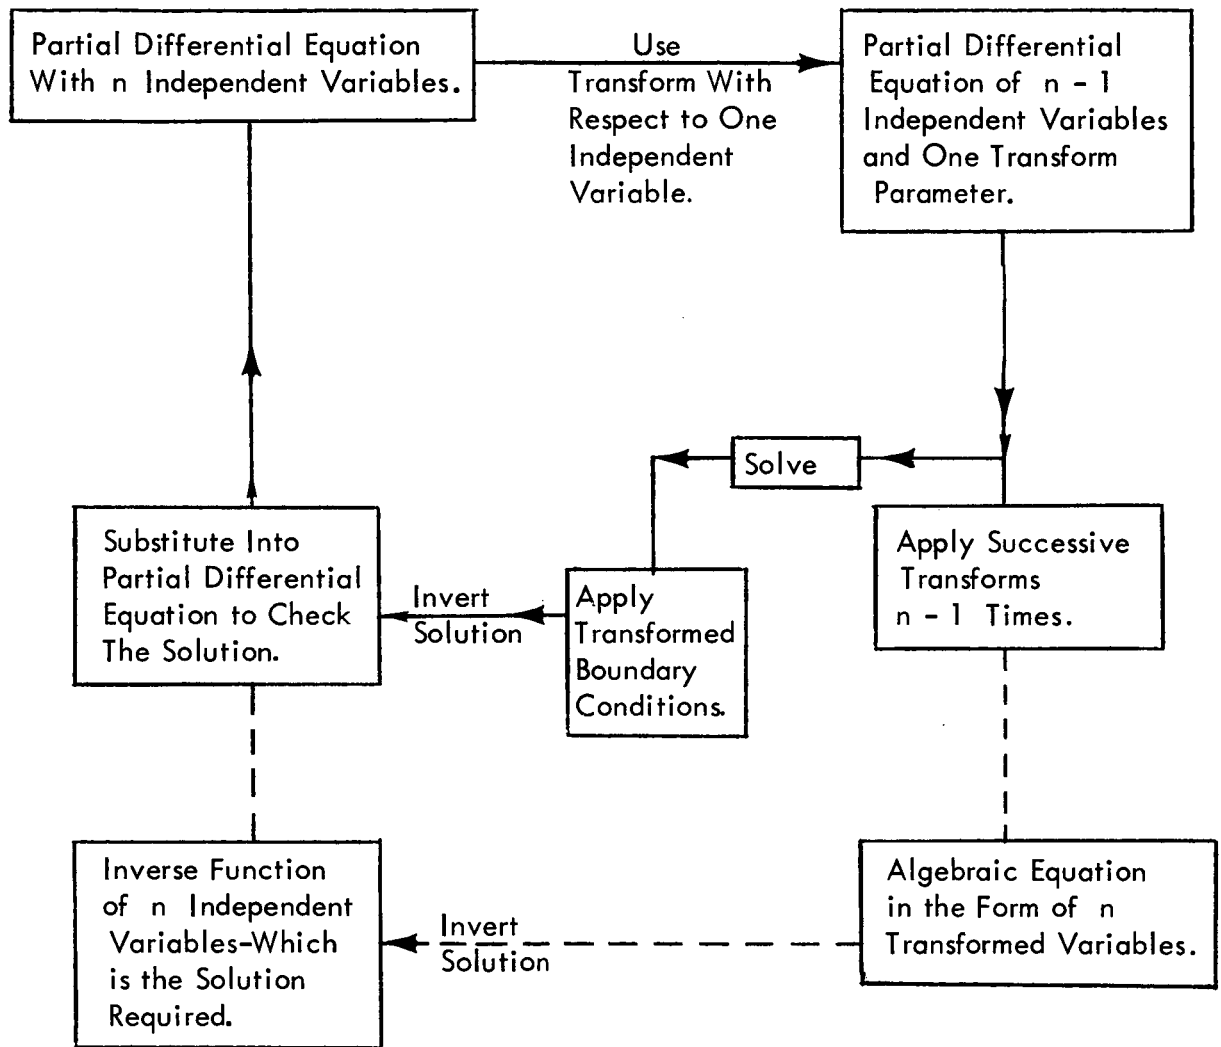 Partial Differential Equation
With n Independent Variables.
Use
Transform With
Respect to One
Independent
Variable.
Partial Differential
Equation of n - 1
Independent Variables
and One Transform
Parameter.
Solve
Substitute Into
Partial Differential
Equation to Check
The Solution.
Invert
Solution
Apply
Transformed
Boundary
Conditions.
Apply Successive
Transforms
n - 1 Times.
Inverse Function
of n Independent
Variables-Which
is the Solution
Required.
Invert
Solution
Algebraic Equation
in the Form of n
Transformed Variables.